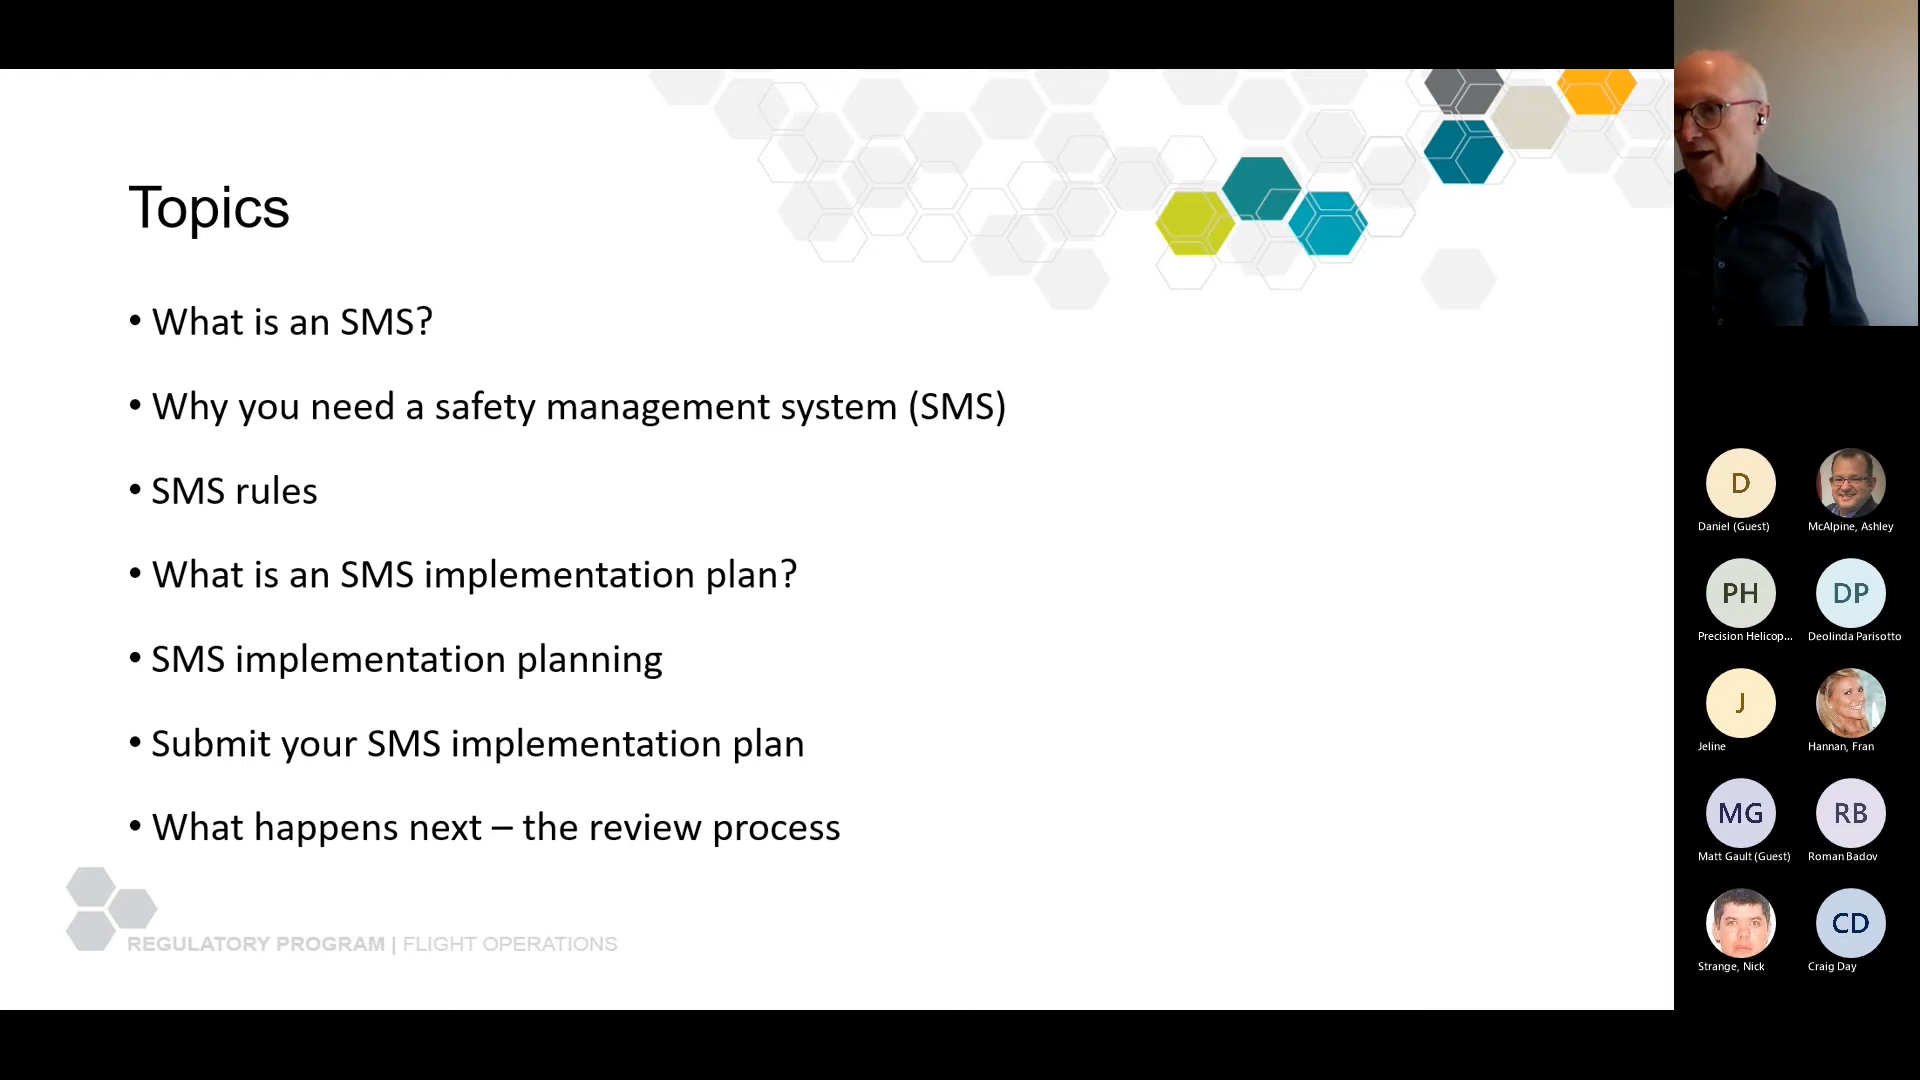 Topics
• What is an SMS?
• Why you need a safety management system (SMS)
• SMS rules
• What is an SMS implementation plan?
• SMS implementation planning
• Submit your SMS implementation plan
• What happens next – the review process
REGULATORY PROGRAM | FLIGHT OPERATIONS
D
Daniel (Guest)
McAlpine, Ashley
PH
Precision Helicop...
DP
Deolinda Parisotto
J
Jeline
Hannan, Fran
MG
Matt Gault (Guest)
RB
Roman Badov
Strange, Nick
CD
Craig Day